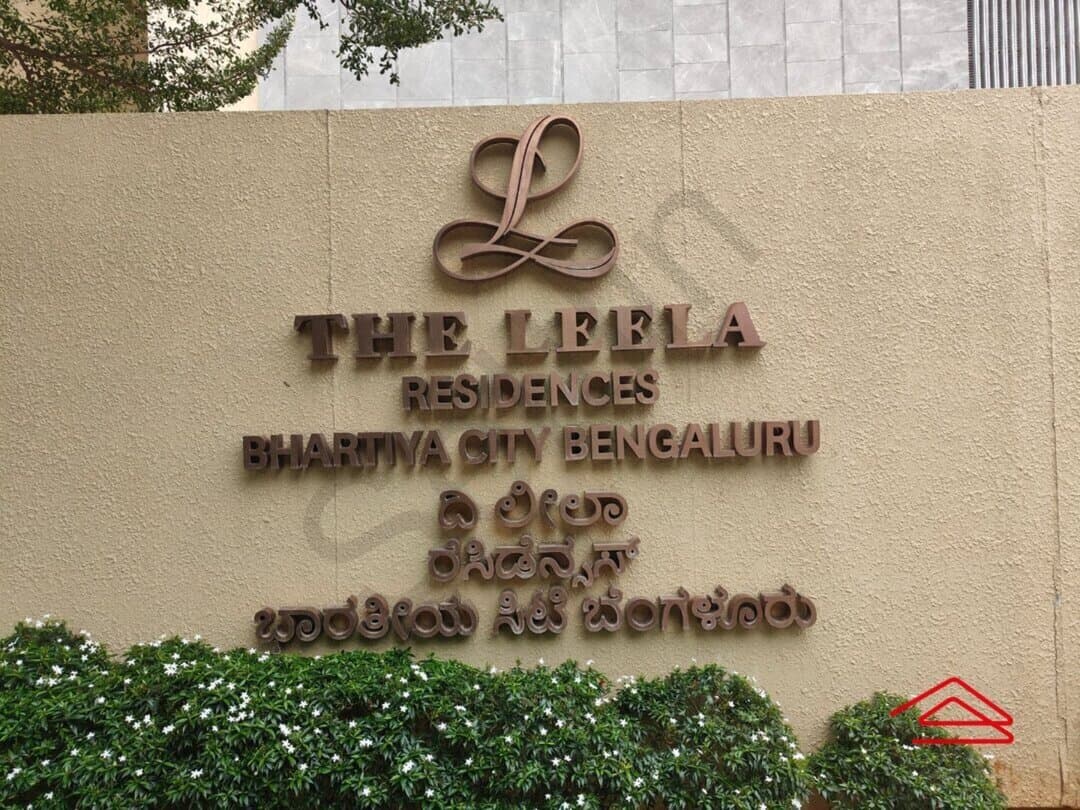 L
THE LEELA
RESIDENCES
BHARTIYA CITY BENGALURU
ದಿ ಲೀಲಾ
ರೆಸಿಡೆನ್ಸಸ್
ಭಾರತೀಯ ಸಿಟಿ ಬೆಂಗಳೂರು